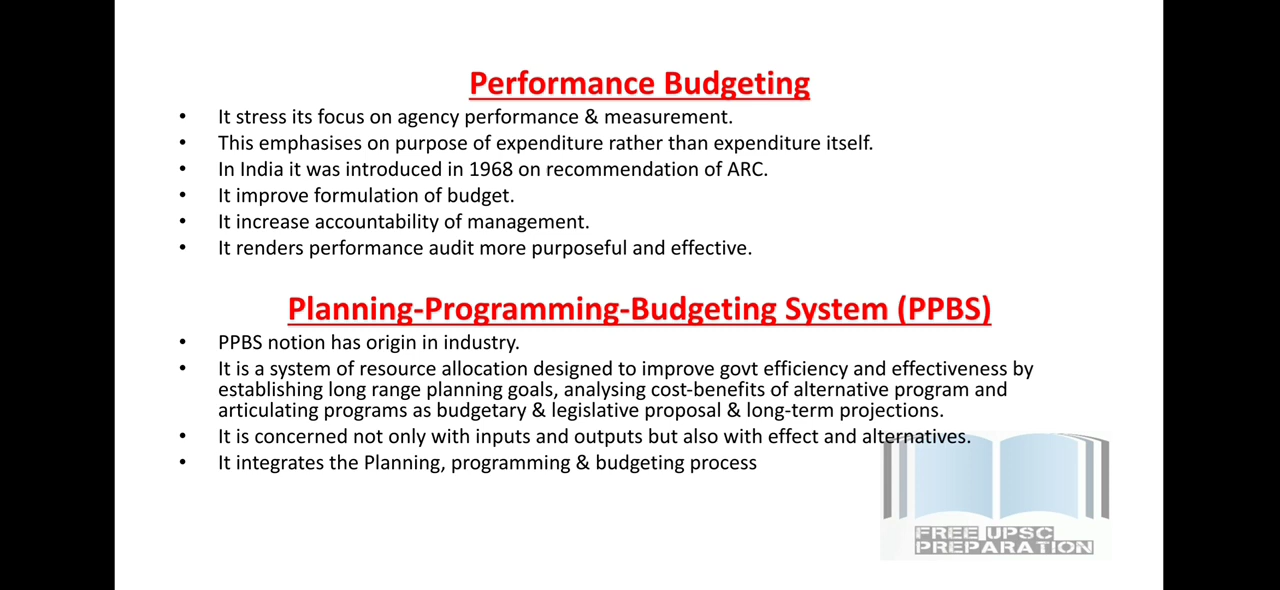 Performance Budgeting
• It stress its focus on agency performance & measurement.
• This emphasises on purpose of expenditure rather than expenditure itself.
• In India it was introduced in 1968 on recommendation of ARC.
• It improve formulation of budget.
• It increase accountability of management.
• It renders performance audit more purposeful and effective.
Planning-Programming-Budgeting System (PPBS)
• PPBS notion has origin in industry.
• It is a system of resource allocation designed to improve govt efficiency and effectiveness by
establishing long range planning goals, analysing cost-benefits of alternative program and
articulating programs as budgetary & legislative proposal & long-term projections.
• It is concerned not only with inputs and outputs but also with effect and alternatives.
• It integrates the Planning, programming & budgeting process
FREE UPSC
PREPARATION